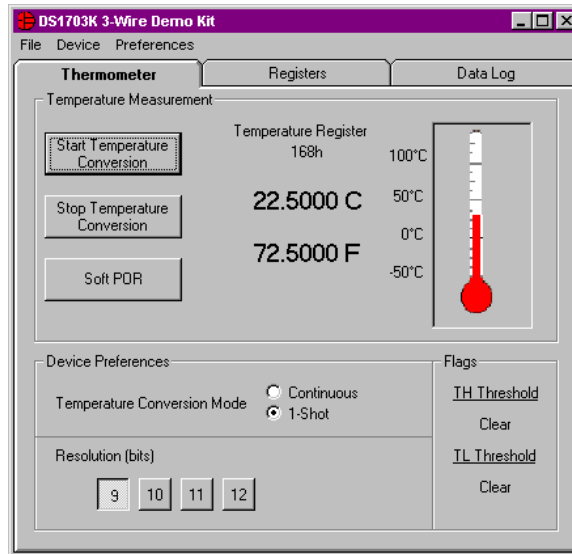 DS1703K 3-Wire Demo Kit
File Device Preferences
Thermometer Registers Data Log
Temperature Measurement
Start Temperature
Conversion
Stop Temperature
Conversion
Soft POR
Temperature Register
168h
22.5000 C
72.5000 F
100°C
50°C
0°C
-50°C
Device Preferences
Temperature Conversion Mode
Continuous
1-Shot
Resolution (bits)
9 10 11 12
Flags
TH Threshold
Clear
TL Threshold
Clear